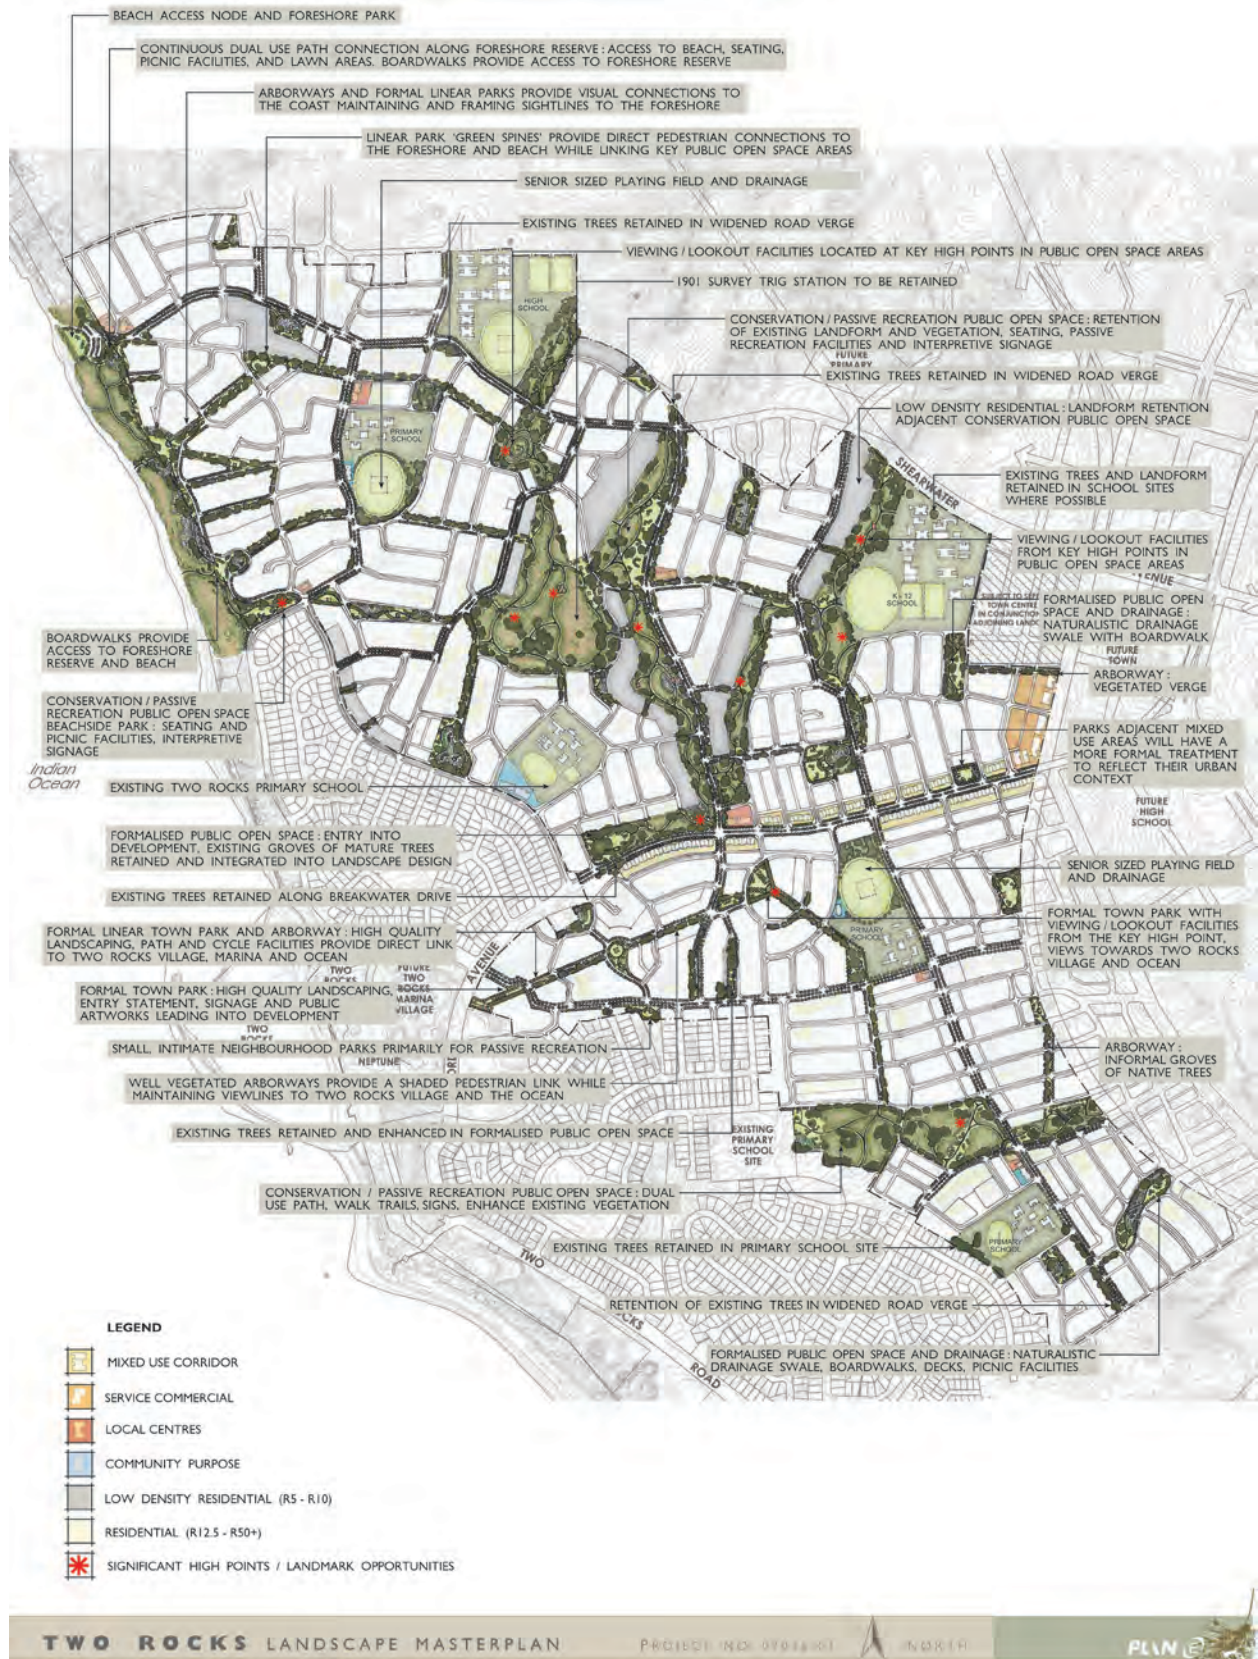 BEACH ACCESS NODE AND FORESHORE PARK
CONTINUOUS DUAL USE PATH CONNECTION ALONG FORESHORE RESERVE : ACCESS TO BEACH, SEATING,
PICNIC FACILITIES, AND LAWN AREAS. BOARDWALKS PROVIDE ACCESS TO FORESHORE RESERVE
ARBORWAYS AND FORMAL LINEAR PARKS PROVIDE VISUAL CONNECTIONS TO
THE COAST MAINTAINING AND FRAMING SIGHTLINES TO THE FORESHORE
LINEAR PARK 'GREEN SPINES' PROVIDE DIRECT PEDESTRIAN CONNECTIONS TO
THE FORESHORE AND BEACH WHILE LINKING KEY PUBLIC OPEN SPACE AREAS
SENIOR SIZED PLAYING FIELD AND DRAINAGE
EXISTING TREES RETAINED IN WIDENED ROAD VERGE
VIEWING / LOOKOUT FACILITIES LOCATED AT KEY HIGH POINTS IN PUBLIC OPEN SPACE AREAS
1901 SURVEY TRIG STATION TO BE RETAINED
HIGH
SCHOOL
CONSERVATION / PASSIVE RECREATION PUBLIC OPEN SPACE : RETENTION
OF EXISTING LANDFORM AND VEGETATION, SEATING, PASSIVE
RECREATION FACILITIES AND INTERPRETIVE SIGNAGE
FUTURE
PRIMARY
EXISTING TREES RETAINED IN WIDENED ROAD VERGE
LOW DENSITY RESIDENTIAL : LANDFORM RETENTION
ADJACENT CONSERVATION PUBLIC OPEN SPACE
PRIMARY
SCHOOL
SHEARWATER
EXISTING TREES AND LANDFORM
RETAINED IN SCHOOL SITES
WHERE POSSIBLE
VIEWING / LOOKOUT FACILITIES
FROM KEY HIGH POINTS IN
PUBLIC OPEN SPACE AREAS
AVENUE
K - 12
SCHOOL
TOWN CENTRE
IN CONJUNCTION
FORMALISED PUBLIC OPEN
SPACE AND DRAINAGE :
NATURALISTIC DRAINAGE
SWALE WITH BOARDWALK
FUTURE
TOWN
BOARDWALKS PROVIDE
ACCESS TO FORESHORE
RESERVE AND BEACH
ARBORWAY :
VEGETATED VERGE
CONSERVATION / PASSIVE
RECREATION PUBLIC OPEN SPACE
BEACHSIDE PARK : SEATING AND
PICNIC FACILITIES, INTERPRETIVE
SIGNAGE
PARKS ADJACENT MIXED
USE AREAS WILL HAVE A
MORE FORMAL TREATMENT
TO REFLECT THEIR URBAN
CONTEXT
Indian
Ocean
EXISTING TWO ROCKS PRIMARY SCHOOL
FUTURE
HIGH
SCHOOL
FORMALISED PUBLIC OPEN SPACE : ENTRY INTO
DEVELOPMENT, EXISTING GROVES OF MATURE TREES
RETAINED AND INTEGRATED INTO LANDSCAPE DESIGN
SENIOR SIZED PLAYING FIELD
AND DRAINAGE
EXISTING TREES RETAINED ALONG BREAKWATER DRIVE
FORMAL TOWN PARK WITH
VIEWING / LOOKOUT FACILITIES
FROM THE KEY HIGH POINT,
VIEWS TOWARDS TWO ROCKS
VILLAGE AND OCEAN
PRIMARY
SCHOOL
FORMAL LINEAR TOWN PARK AND ARBORWAY : HIGH QUALITY
LANDSCAPING, PATH AND CYCLE FACILITIES PROVIDE DIRECT LINK
TO TWO ROCKS VILLAGE, MARINA AND OCEAN
AVENUE
TWO
ROCKS
FUTURE
TWO
ROCKS
MARINA
VILLAGE
FORMAL TOWN PARK : HIGH QUALITY LANDSCAPING,
ENTRY STATEMENT, SIGNAGE AND PUBLIC
ARTWORKS LEADING INTO DEVELOPMENT
TWO
ROCKS
SMALL, INTIMATE NEIGHBOURHOOD PARKS PRIMARILY FOR PASSIVE RECREATION
NEPTUNE
ARBORWAY :
INFORMAL GROVES
OF NATIVE TREES
WELL VEGETATED ARBORWAYS PROVIDE A SHADED PEDESTRIAN LINK WHILE
MAINTAINING VIEWLINES TO TWO ROCKS VILLAGE AND THE OCEAN
EXISTING TREES RETAINED AND ENHANCED IN FORMALISED PUBLIC OPEN SPACE
EXISTING
PRIMARY
SCHOOL
SITE
CONSERVATION / PASSIVE RECREATION PUBLIC OPEN SPACE : DUAL
USE PATH, WALK TRAILS, SIGNS, ENHANCE EXISTING VEGETATION
EXISTING TREES RETAINED IN PRIMARY SCHOOL SITE
PRIMARY
SCHOOL
TWO
ROCKS
ROAD
RETENTION OF EXISTING TREES IN WIDENED ROAD VERGE
FORMALISED PUBLIC OPEN SPACE AND DRAINAGE : NATURALISTIC
DRAINAGE SWALE, BOARDWALKS, DECKS, PICNIC FACILITIES
LEGEND
MIXED USE CORRIDOR
SERVICE COMMERCIAL
LOCAL CENTRES
COMMUNITY PURPOSE
LOW DENSITY RESIDENTIAL (R5 - R10)
RESIDENTIAL (R12.5 - R50+)
SIGNIFICANT HIGH POINTS / LANDMARK OPPORTUNITIES
TWO ROCKS LANDSCAPE MASTERPLAN
PROJECT NO:
NORTH
PLAN E